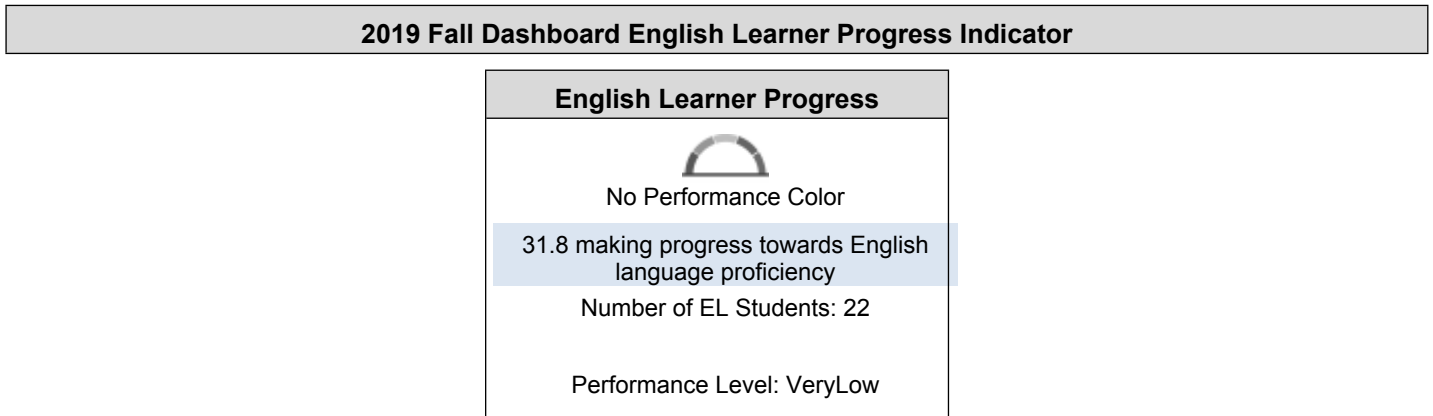 2019 Fall Dashboard English Learner Progress Indicator
English Learner Progress
No Performance Color
31.8 making progress towards English
language proficiency
Number of EL Students: 22
Performance Level: VeryLow